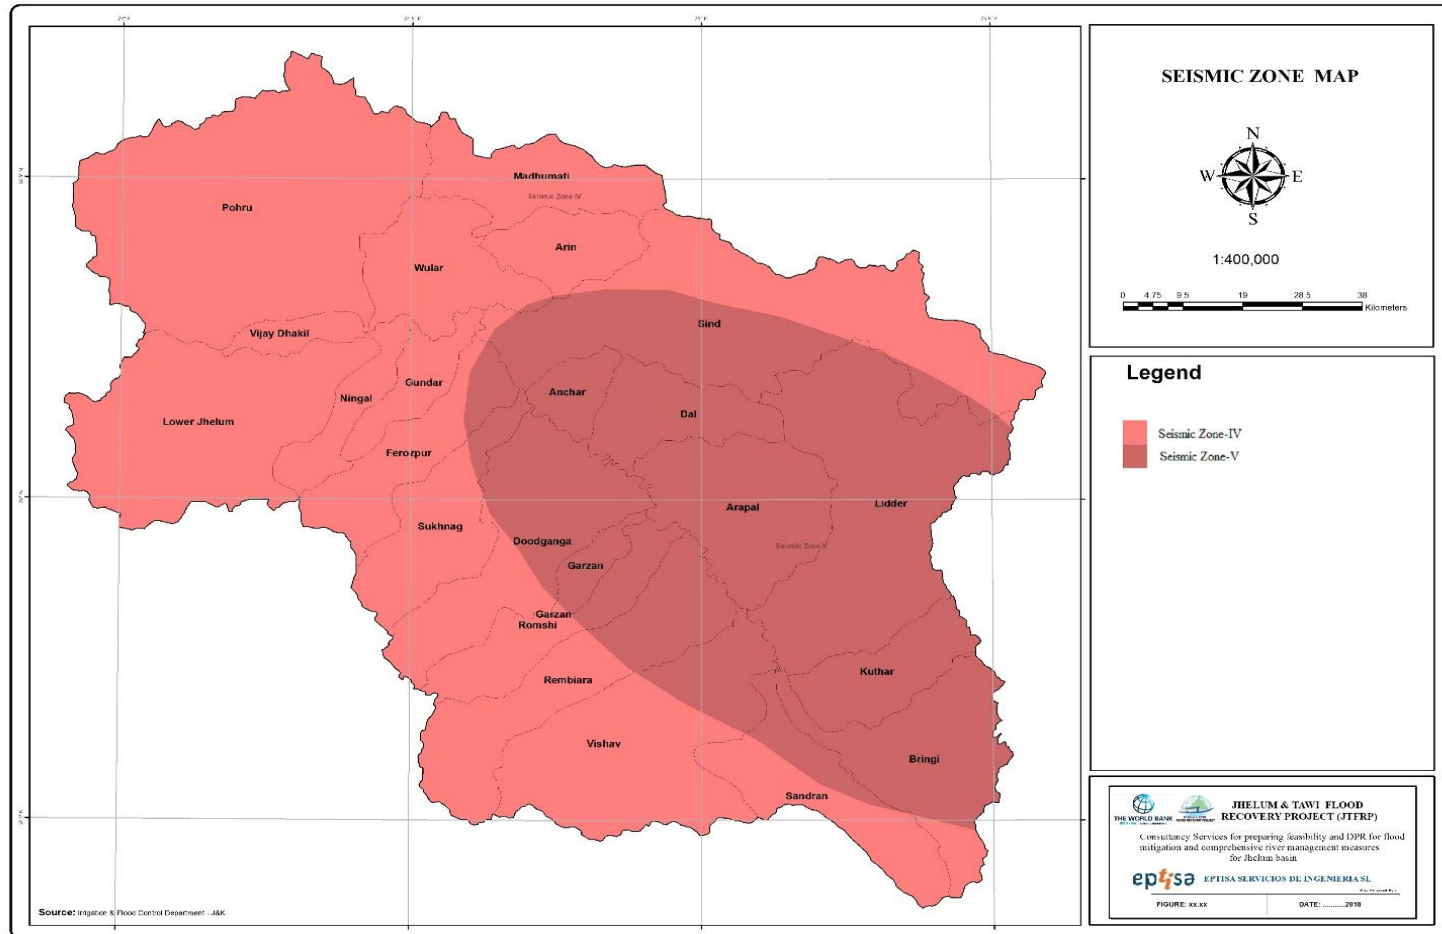 SEISMIC ZONE MAP
N
W E
S
1:400,000
0 4.75 9.5 19 28.5 38
Kilometers
Legend
Seismic Zone-IV
Seismic Zone-V
Madhumati
Seismic Zone-IV
Pohru
Arin
Wular
Sind
Vijay Dhakil
Gundar
Anchar
Ningal
Dal
Lower Jhelum
Ferozpur
Lidder
Arapal
Sukhnag
Doodganga
Seismic Zone-V
Garzan
Garzan
Romshi
Kuthar
Rembiara
Vishav
Bringi
Sandran
Source: Irrigation & Flood Control Department - J&K
THE WORLD BANK
JHELUM & TAWI FLOOD
RECOVERY PROJECT (JTFRP)
Consultancy Services for preparing feasibility and DPR for flood
mitigation and comprehensive river management measures
for Jhelum basin
eptisa EPTISA SERVICIOS DE INGENIERIA SL
FIGURE: xx.xx DATE: ..........2018